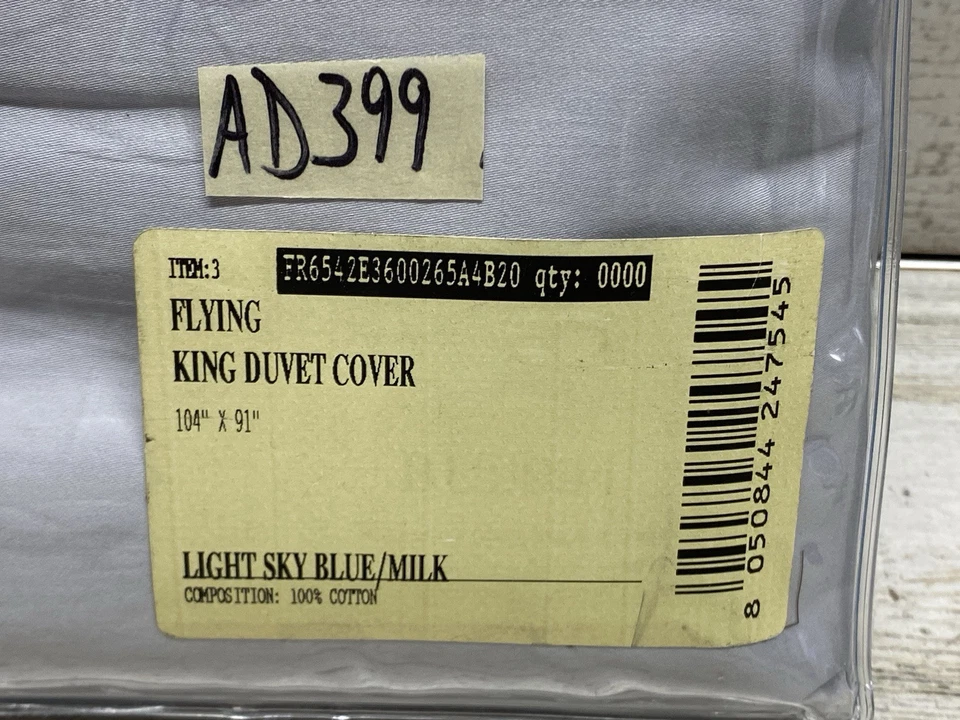 AD399
ITEM:3 FR6542E3600265A4B20 qty: 0000
FLYING
KING DUVET COVER
104" X 91"
LIGHT SKY BLUE/MILK
COMPOSITION: 100% COTTON
8 050844 247545